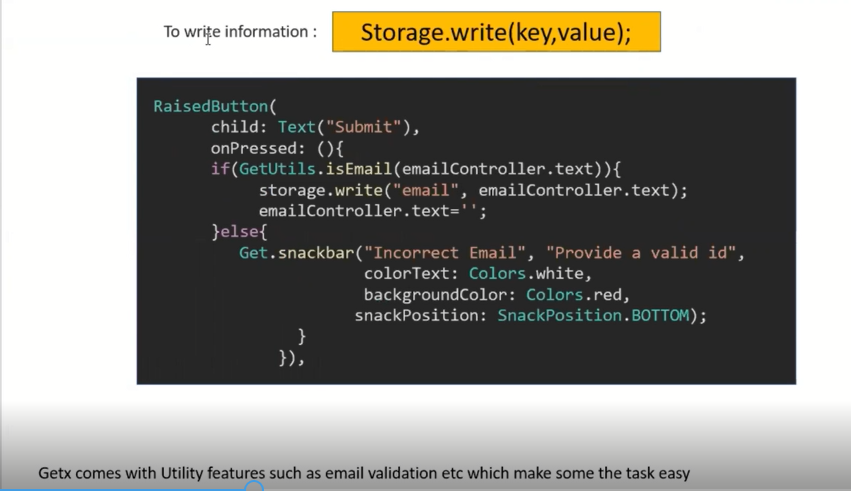 To write information :
Storage.write(key,value);
RaisedButton(
child: Text("Submit"),
onPressed: (){
if(GetUtils.isEmail(emailController.text)){
storage.write("email", emailController.text);
emailController.text='';
}else{
Get.snackbar("Incorrect Email", "Provide a valid id",
colorText: Colors.white,
backgroundColor: Colors.red,
snackPosition: SnackPosition.BOTTOM);
}
}),
Getx comes with Utility features such as email validation etc which make some the task easy